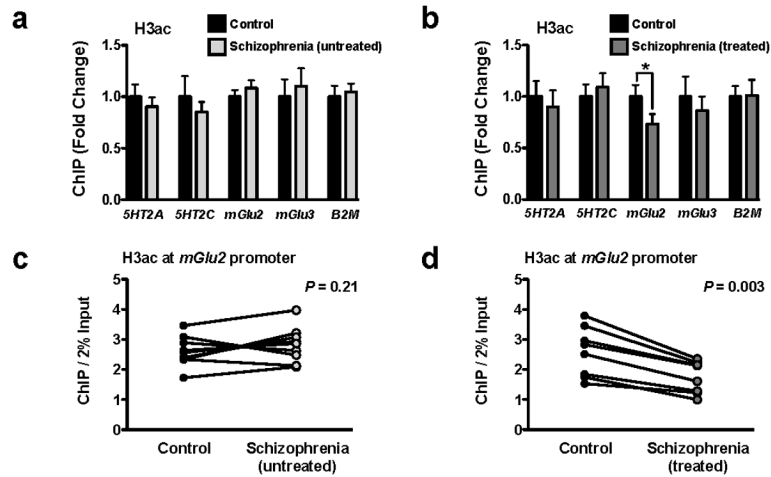 a
H3ac
Control
Schizophrenia (untreated)
ChIP (Fold Change)
1.5
1.0
0.5
0.0
5HT2A 5HT2C mGlu2 mGlu3 B2M
b
H3ac
Control
Schizophrenia (treated)
ChIP (Fold Change)
1.5
1.0
0.5
0.0
*
5HT2A 5HT2C mGlu2 mGlu3 B2M
c
H3ac at mGlu2 promoter
P = 0.21
ChIP / 2% Input
5
4
3
2
1
0
Control Schizophrenia
(untreated)
d
H3ac at mGlu2 promoter
P = 0.003
ChIP / 2% Input
5
4
3
2
1
0
Control Schizophrenia
(treated)